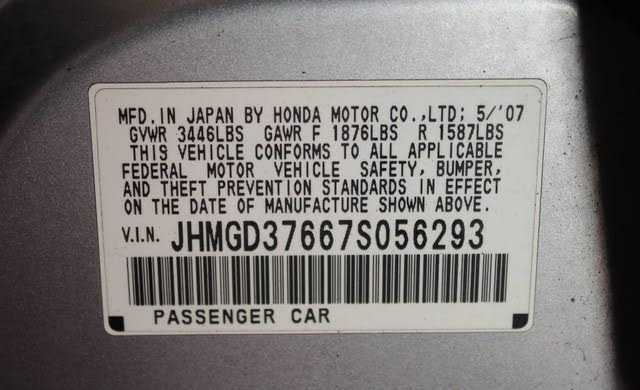 MFD. IN JAPAN BY HONDA MOTOR CO.,LTD; 5/'07
GVWR 3446LBS GAWR F 1876LBS R 1587LBS
THIS VEHICLE CONFORMS TO ALL APPLICABLE
FEDERAL MOTOR VEHICLE SAFETY, BUMPER,
AND THEFT PREVENTION STANDARDS IN EFFECT
ON THE DATE OF MANUFACTURE SHOWN ABOVE.
V.I.N. JHMGD37667S056293
PASSENGER CAR